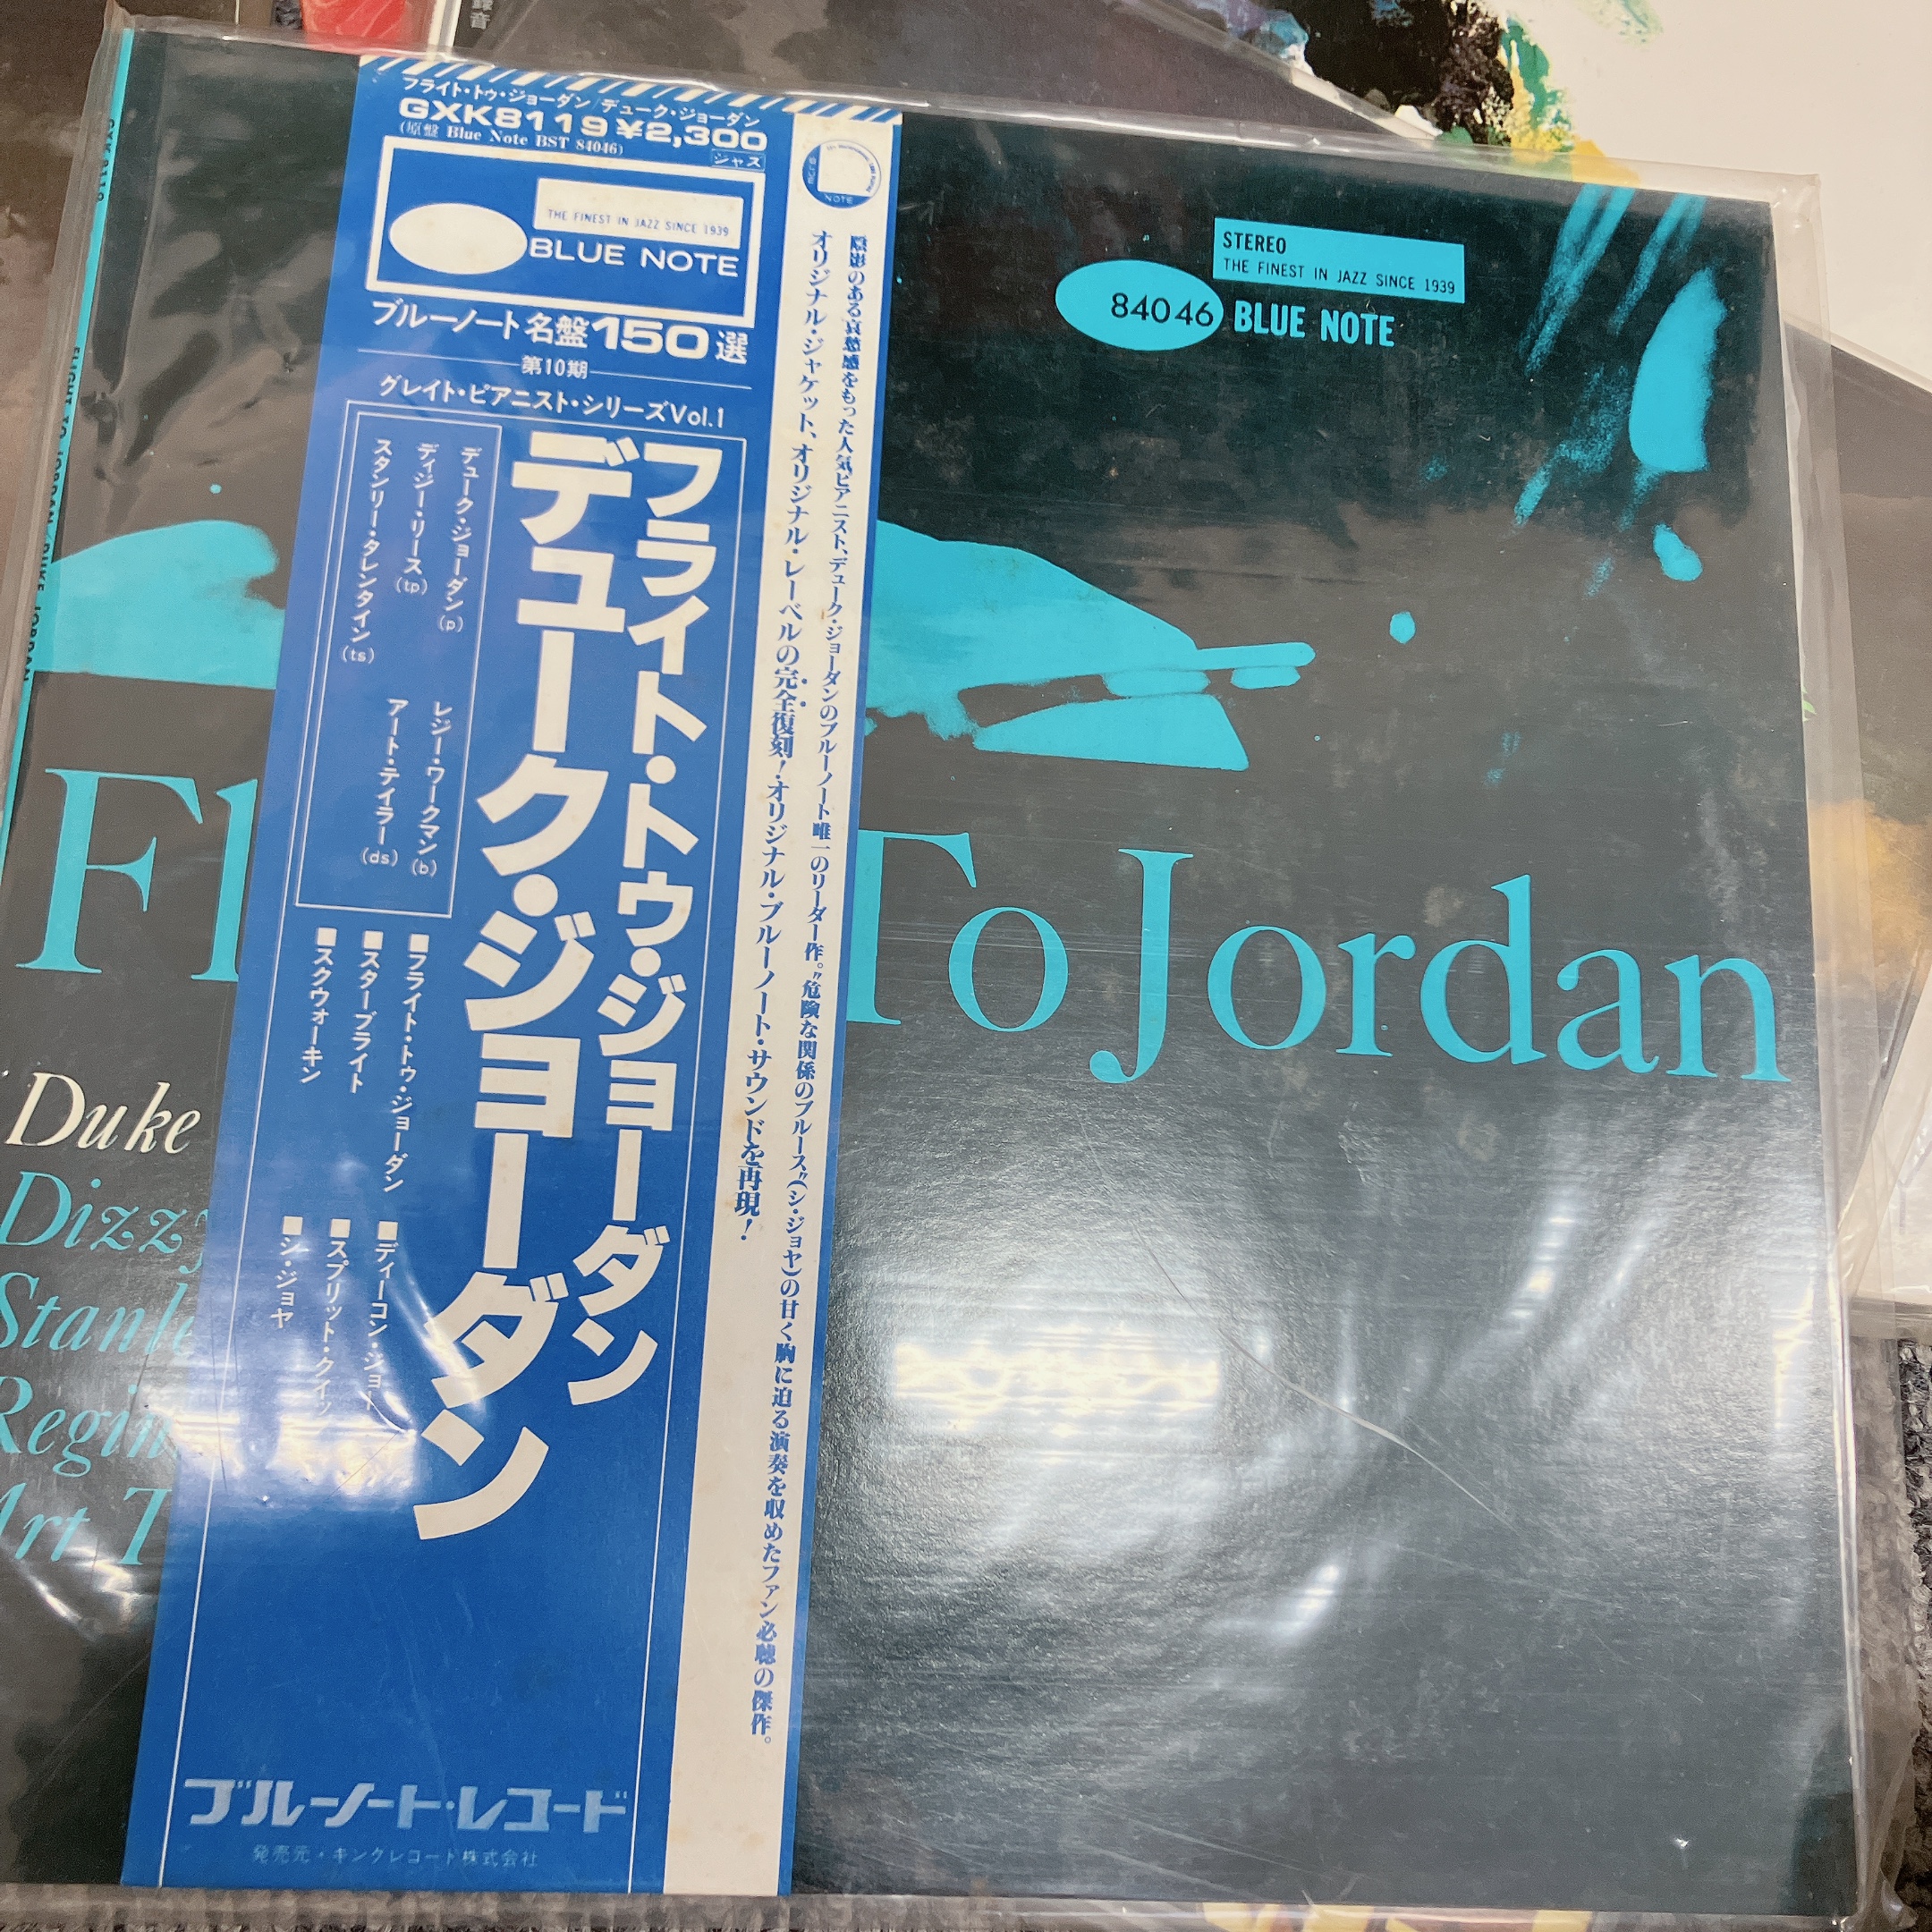 フライト・トゥ・ジョーダン/デューク・ジョーダン
GXK8119 ¥2,300
(原盤 Blue Note BST 84046)
ジャズ
THE FINEST IN JAZZ SINCE 1939
BLUE NOTE
ブルーノート名盤150選
第10期
グレイト・ピアニスト・シリーズVol.1
フライト・トゥ・ジョーダン
デューク・ジョーダン
デューク・ジョーダン(p)
ディジー・リース(tp)
スタンリー・タレンタイン(ts)
レジー・ワークマン(b)
アート・テイラー(ds)
■フライト・トゥ・ジョーダン
■スターブライト
■スクウォーキン
■ディーコン・ジョー
■スプリット・クイック
■シ・ジョヤ
ブルーノート・レコード
発売元・キングレコード株式会社
NOTE
陰影のある哀愁感をもった人気ピアニスト、デューク・ジョーダンのブルーノート唯一のリーダー作。"危険な関係のブルース"(シ・ジョヤ)の甘く胸に迫る演奏を収めたファン必聴の傑作。
オリジナル・ジャケット、オリジナル・レーベルの完全復刻!オリジナル・ブルーノート・サウンドを再現!
STEREO
THE FINEST IN JAZZ SINCE 1939
84046 BLUE NOTE
Fl To Jordan
Duke
Dizzy
Stanle
Regin
Art T
FLIGHT TO JORDAN/DUKE JORDAN
録音